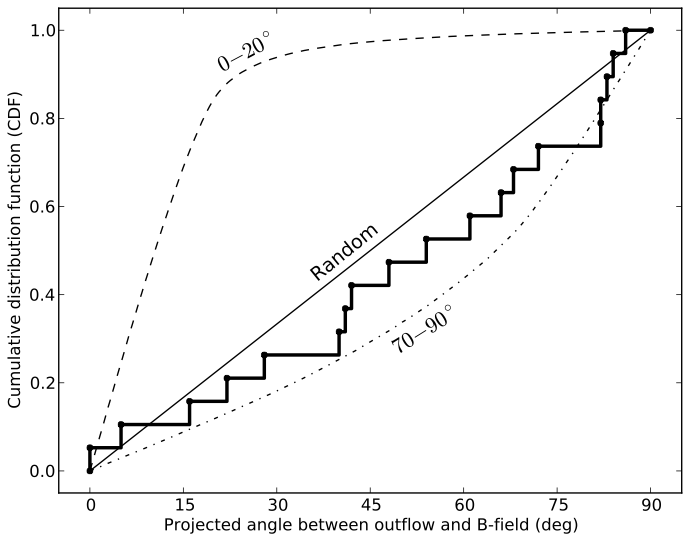 1.0
0.8
0.6
0.4
0.2
0.0
0−20°
Random
70−90°
0 15 30 45 60 75 90
Projected angle between outflow and B-field (deg)
Cumulative distribution function (CDF)